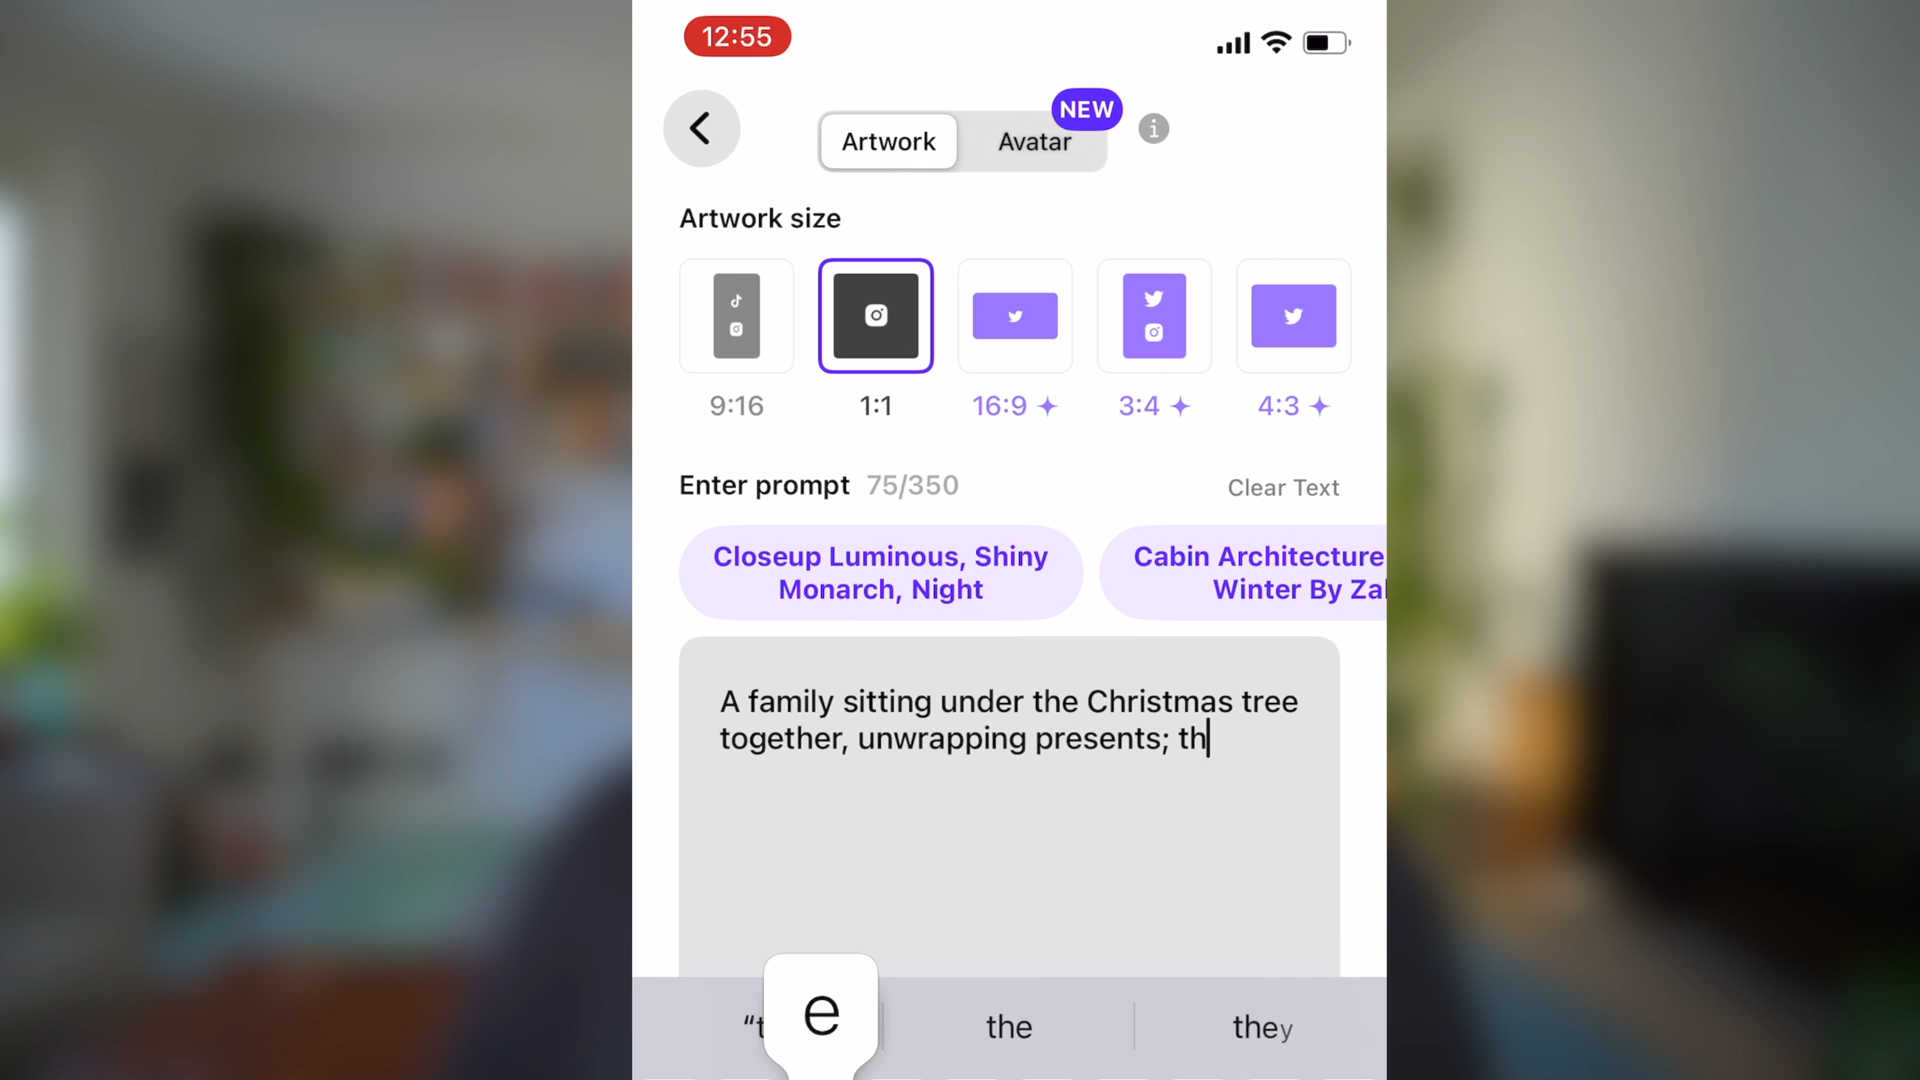 12:55
NEW
Artwork Avatar
Artwork size
9:16 1:1 16:9 3:4 4:3
Enter prompt 75/350 Clear Text
Closeup Luminous, Shiny
Monarch, Night
Cabin Architecture
Winter By
A family sitting under the Christmas tree
together, unwrapping presents; th
e the they